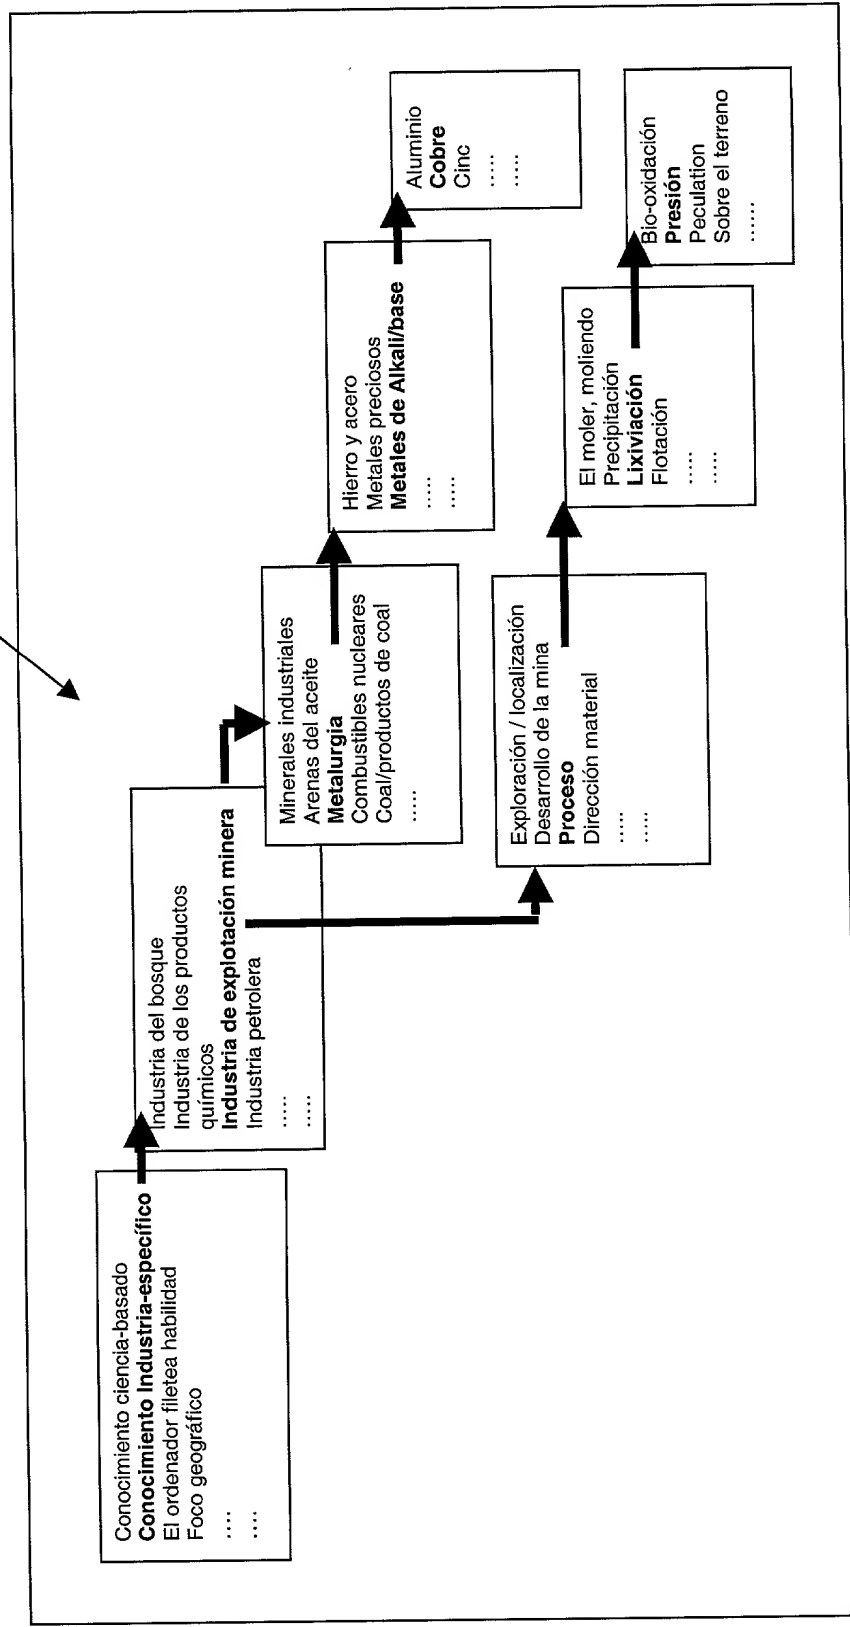 Conocimiento ciencia-basado
Conocimiento Industria-específico
El ordenador filetea habilidad
Foco geográfico
....
....
Industria del bosque
Industria de los productos
químicos
Industria de explotación minera
Industria petrolera
.....
.....
Minerales industriales
Arenas del aceite
Metalurgia
Combustibles nucleares
Coal/productos de coal
.....
Hierro y acero
Metales preciosos
Metales de Alkali/base
.....
.....
Aluminio
Cobre
Cinc
.....
.....
Exploración / localización
Desarrollo de la mina
Proceso
Dirección material
.....
.....
El moler, moliendo
Precipitación
Lixiviación
Flotación
.....
.....
Bio-oxidación
Presión
Peculation
Sobre el terreno
......